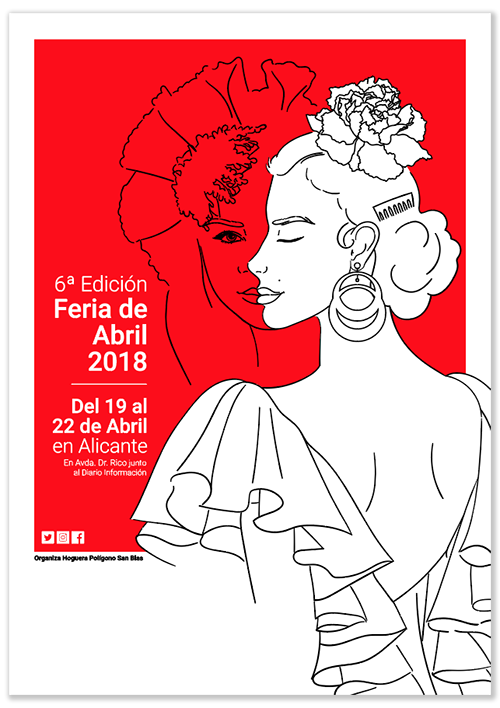 6ª Edición
Feria de
Abril
2018
Del 19 al
22 de Abril
en Alicante
En Avda. Dr. Rico junto
al Diario Información
Organiza Hoguera Polígono San Blas